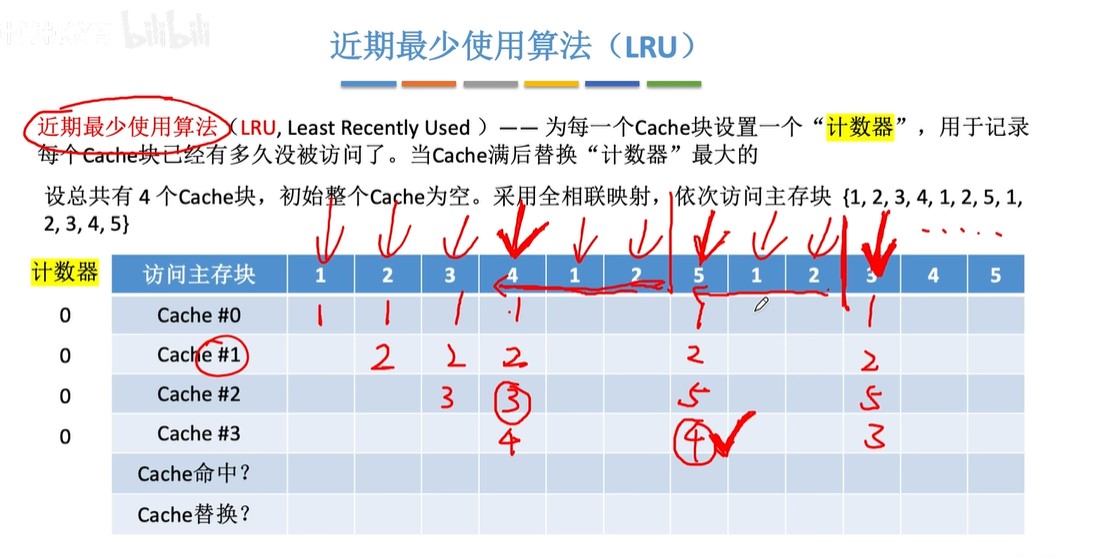 bilibili
近期最少使用算法（LRU）
近期最少使用算法（LRU, Least Recently Used ）—— 为每一个Cache块设置一个“计数器”，用于记录
每个Cache块已经有多久没被访问了。当Cache满后替换“计数器”最大的
设总共有 4 个Cache块，初始整个Cache为空。采用全相联映射，依次访问主存块 {1, 2, 3, 4, 1, 2, 5, 1,
2, 3, 4, 5}
计数器 访问主存块 1 2 3 4 1 2 5 1 2 3 4 5
0 Cache #0 1 1 1 1 1 1
0 Cache #1 2 2 2 2 2
0 Cache #2 3 3 5 5
0 Cache #3 4 4 3
Cache命中？
Cache替换？